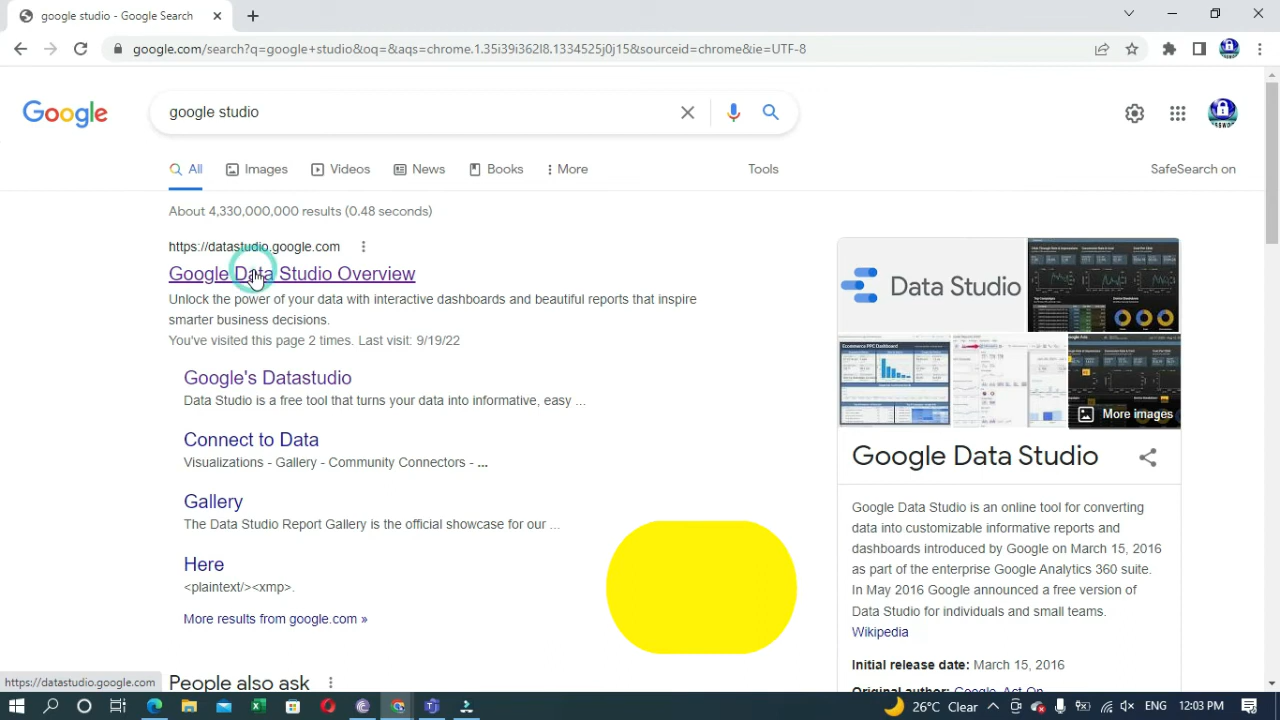 google studio - Google Search
google.com/search?q=google+studio&oq=&aqs=chrome.1.35i39i362l8.1334525j0j15&sourceid=chrome&ie=UTF-8
Google
google studio
All
Images
Videos
News
Books
More
Tools
SafeSearch on
About 4,330,000,000 results (0.48 seconds)
https://datastudio.google.com
Google Data Studio Overview
Unlock the power of your data with interactive dashboards and beautiful reports that inspire
smarter business decisions.
You've visited this page 2 times. Last visit: 9/19/22
Google's Datastudio
Data Studio is a free tool that turns your data into informative, easy ...
Connect to Data
Visualizations - Gallery - Community Connectors - ...
Gallery
The Data Studio Report Gallery is the official showcase for our ...
Here
<plaintext/><xmp>.
More results from google.com »
People also ask
Data Studio
More images
Google Data Studio
Google Data Studio is an online tool for converting
data into customizable informative reports and
dashboards introduced by Google on March 15, 2016
as part of the enterprise Google Analytics 360 suite.
In May 2016 Google announced a free version of
Data Studio for individuals and small teams.
Wikipedia
Initial release date: March 15, 2016
Original author: Google, Act-On
https://datastudio.google.com
26°C Clear
12:03 PM